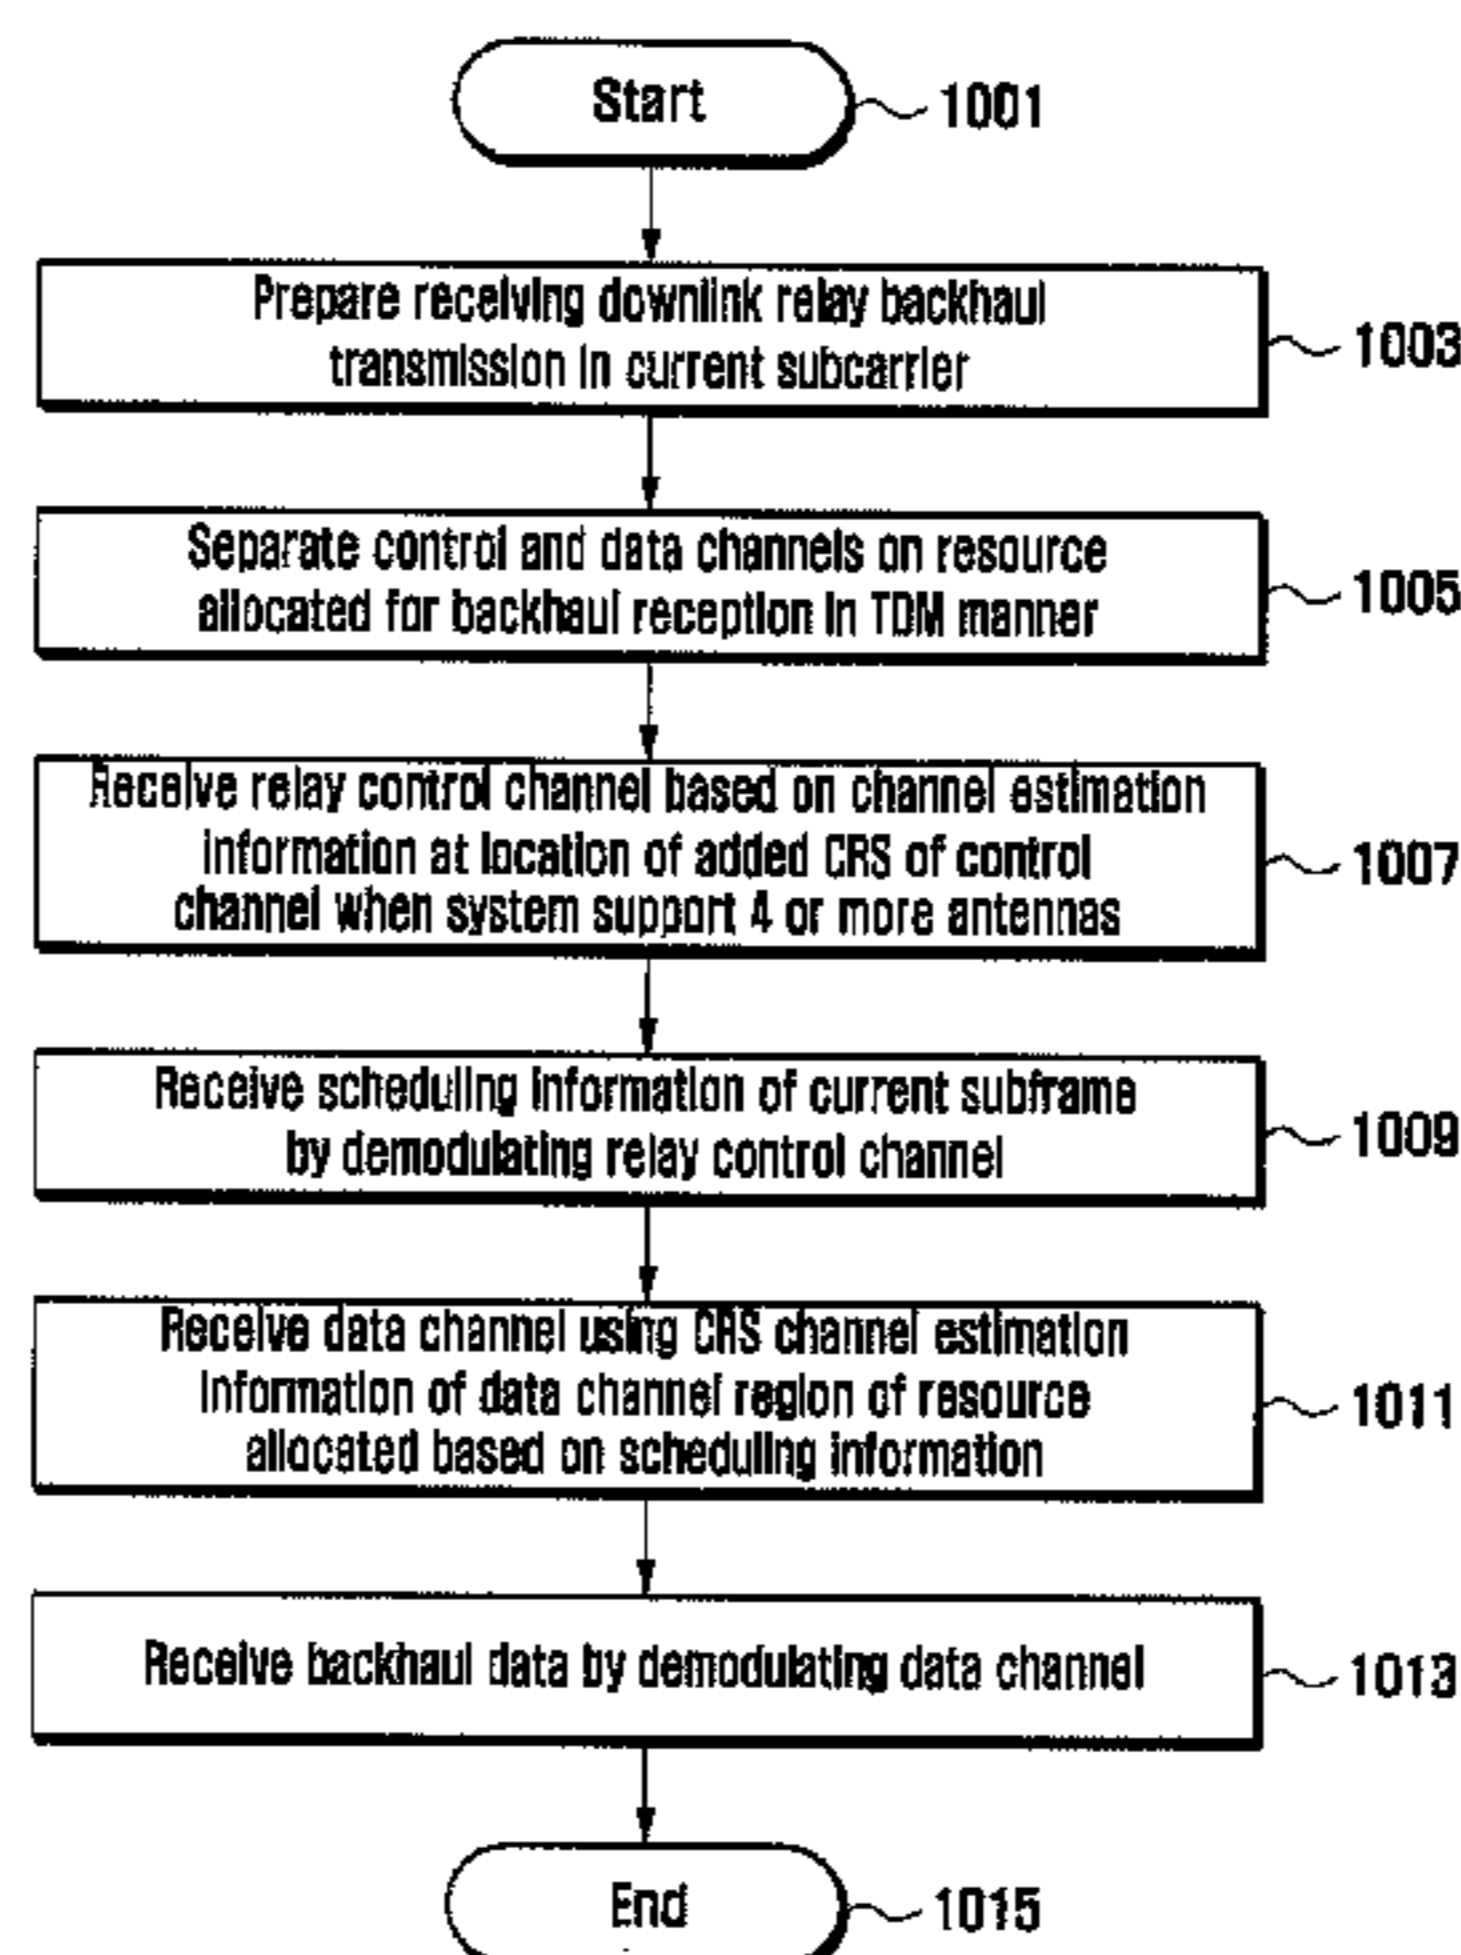 Start
1001
Prepare receiving downlink relay backhaul
transmission in current subcarrier
1003
Separate control and data channels on resource
allocated for backhaul reception in TDM manner
1005
Receive relay control channel based on channel estimation
information at location of added CRS of control
channel when system support 4 or more antennas
1007
Receive scheduling information of current subframe
by demodulating relay control channel
1009
Receive data channel using CRS channel estimation
information of data channel region of resource
allocated based on scheduling information
1011
Receive backhaul data by demodulating data channel
1013
End
1015